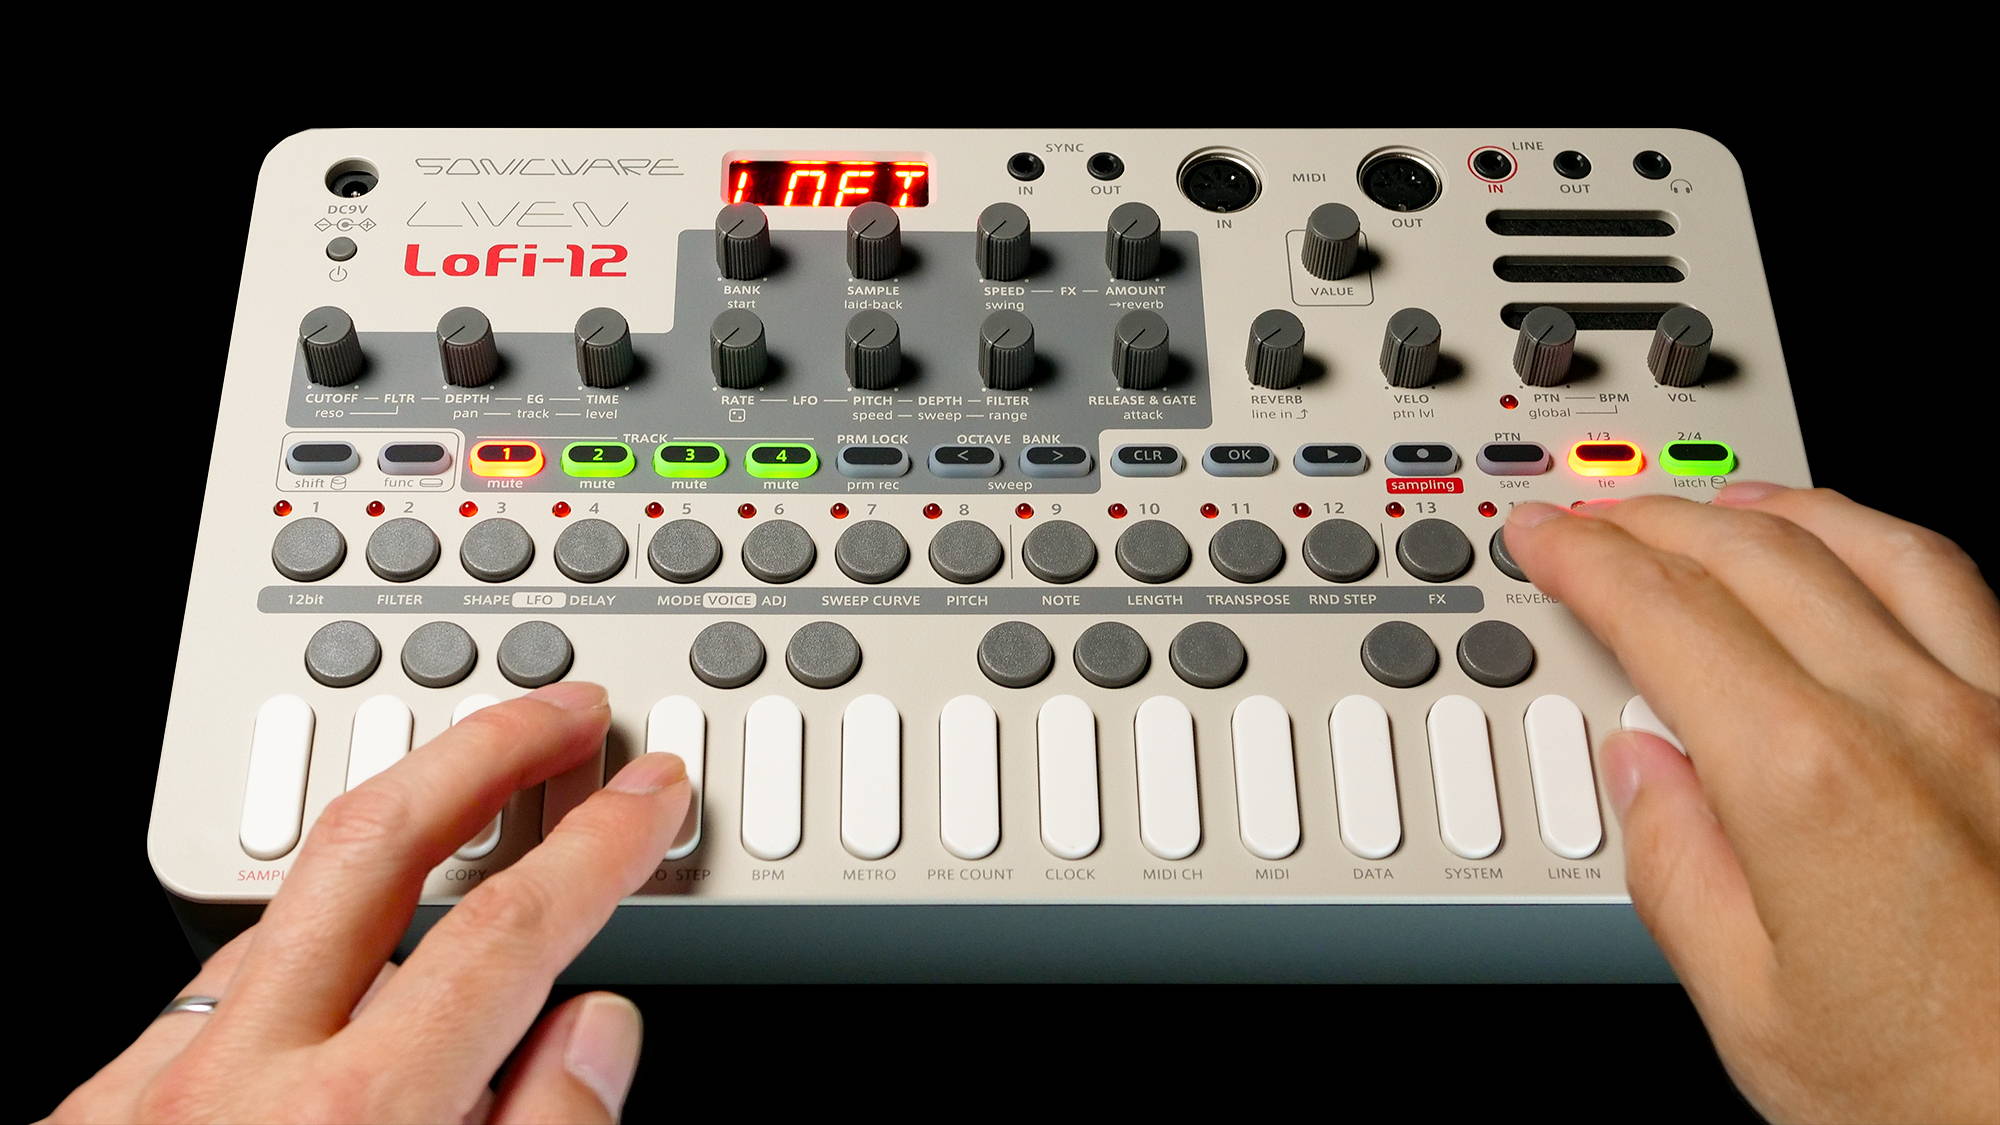 SONICWARE
LIVEN
LoFi-12
DC9V
SYNC
IN
OUT
MIDI
IN
OUT
LINE
IN
OUT
BANK
start
SAMPLE
laid-back
SPEED — FX — AMOUNT
swing
→reverb
VALUE
CUTOFF — FLTR — DEPTH — EG — TIME
reso
pan — track — level
RATE — LFO — PITCH — DEPTH — FILTER
speed — sweep — range
RELEASE & GATE
attack
REVERB
line in
VELO
ptn lvl
PTN — BPM
global
VOL
TRACK
PRM LOCK
OCTAVE BANK
PTN
1/3
2/4
1 2 3 4 < > CLR OK
shift
func
mute mute mute mute
prm rec
sweep
sampling
save
tie
latch
1 2 3 4 5 6 7 8 9 10 11 12 13
12bit FILTER SHAPE LFO DELAY MODE VOICE ADJ SWEEP CURVE PITCH NOTE LENGTH TRANSPOSE RND STEP FX
COPY STEP BPM METRO PRE COUNT CLOCK MIDI CH MIDI DATA SYSTEM LINE IN